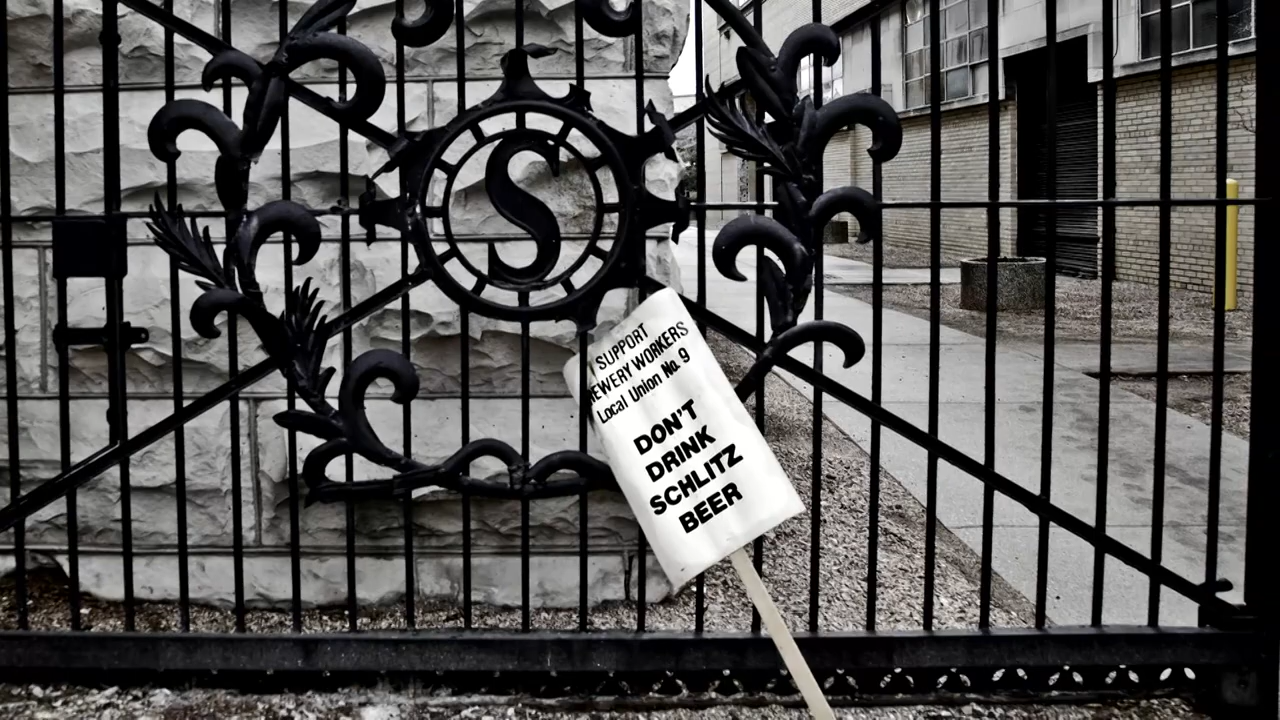 S
I SUPPORT
REWERY WORKERS
Local Union No. 9
DON'T
DRINK
SCHLITZ
BEER